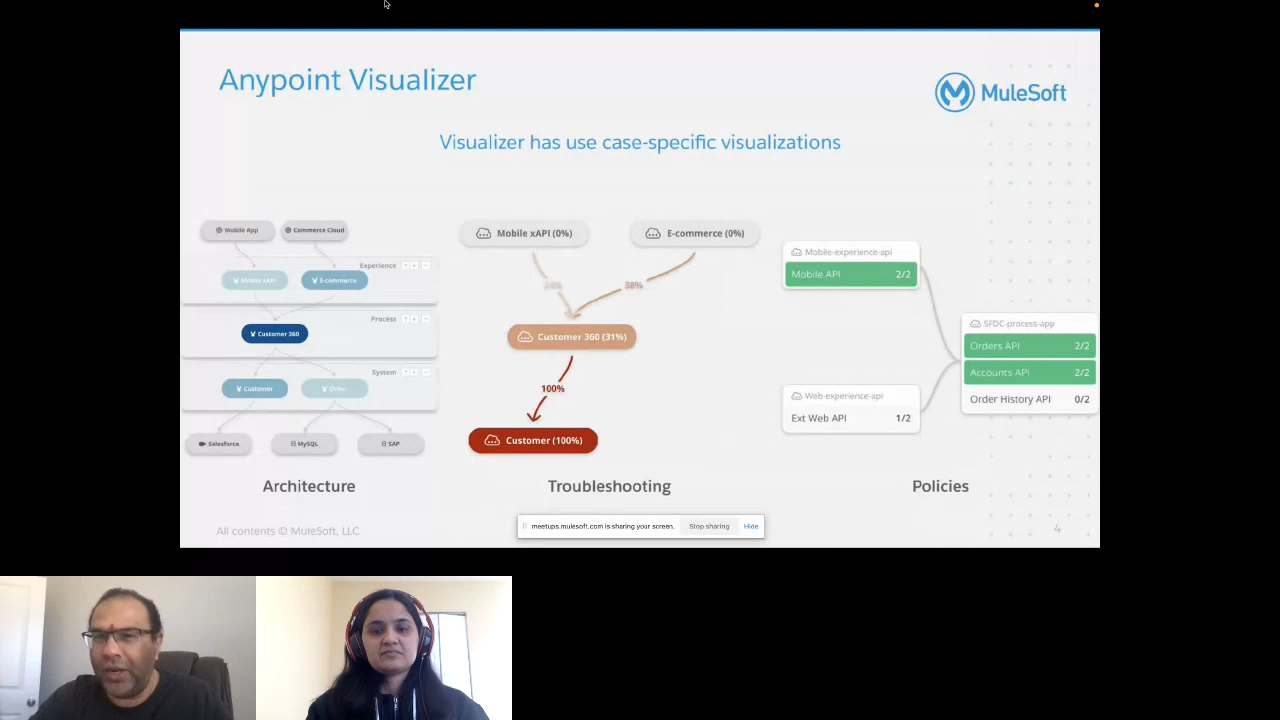 Anypoint Visualizer
MuleSoft
Visualizer has use case-specific visualizations
Mobile App
Commerce Cloud
Experience
Mobile xAPI
E-commerce
Process
Customer 360
System
Customer
Order
Salesforce
MySQL
SAP
Architecture
Mobile xAPI (0%)
E-commerce (0%)
38%
Customer 360 (31%)
100%
Customer (100%)
Troubleshooting
Mobile-experience-api
Mobile API 2/2
SFDC-process-app
Orders API 2/2
Accounts API 2/2
Order History API 0/2
Web-experience-api
Ext Web API 1/2
Policies
All contents © MuleSoft, LLC
meetups.mulesoft.com is sharing your screen. Stop sharing Hide
4